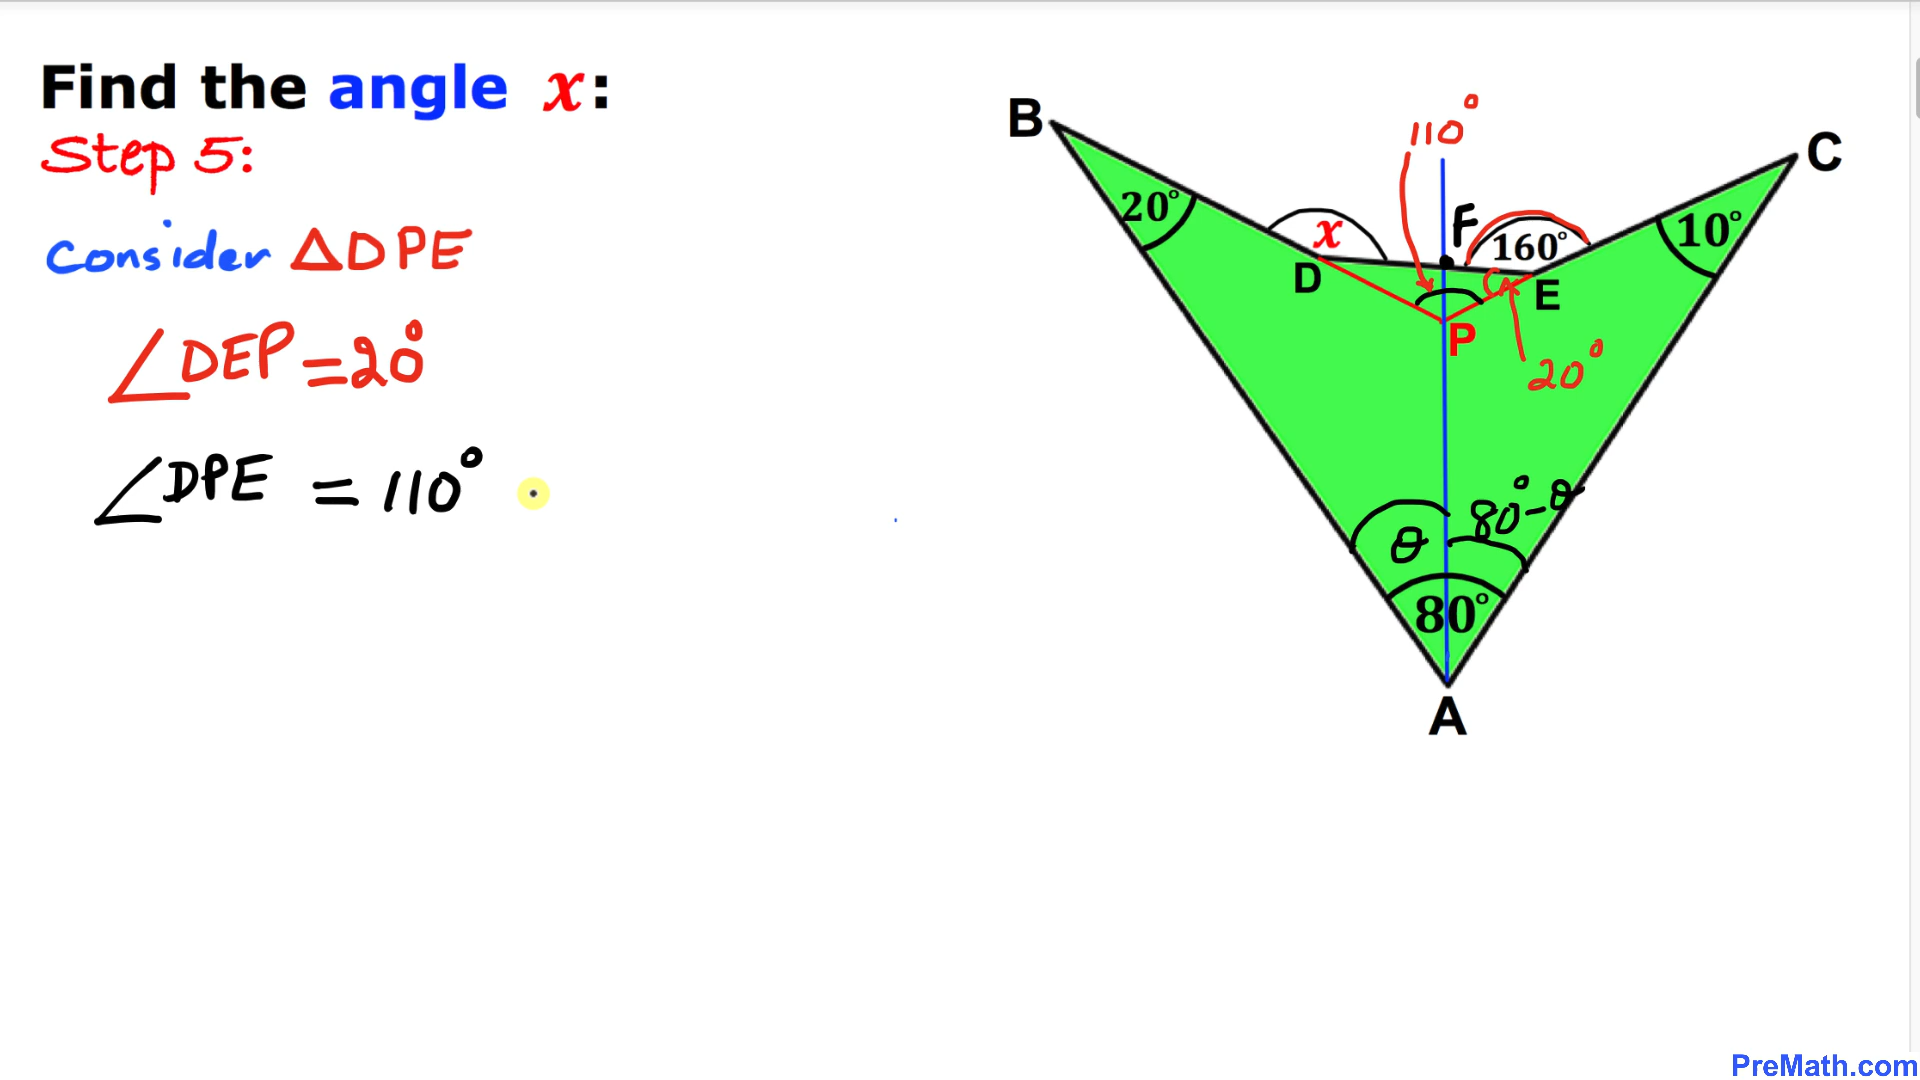 Find the angle x:
Step 5:
Consider △DPE
∠DEP = 20°
∠DPE = 110°
B
C
110°
20°
x
F
160°
10°
D
E
P
20°
80° - θ
θ
80°
A
PreMath.com